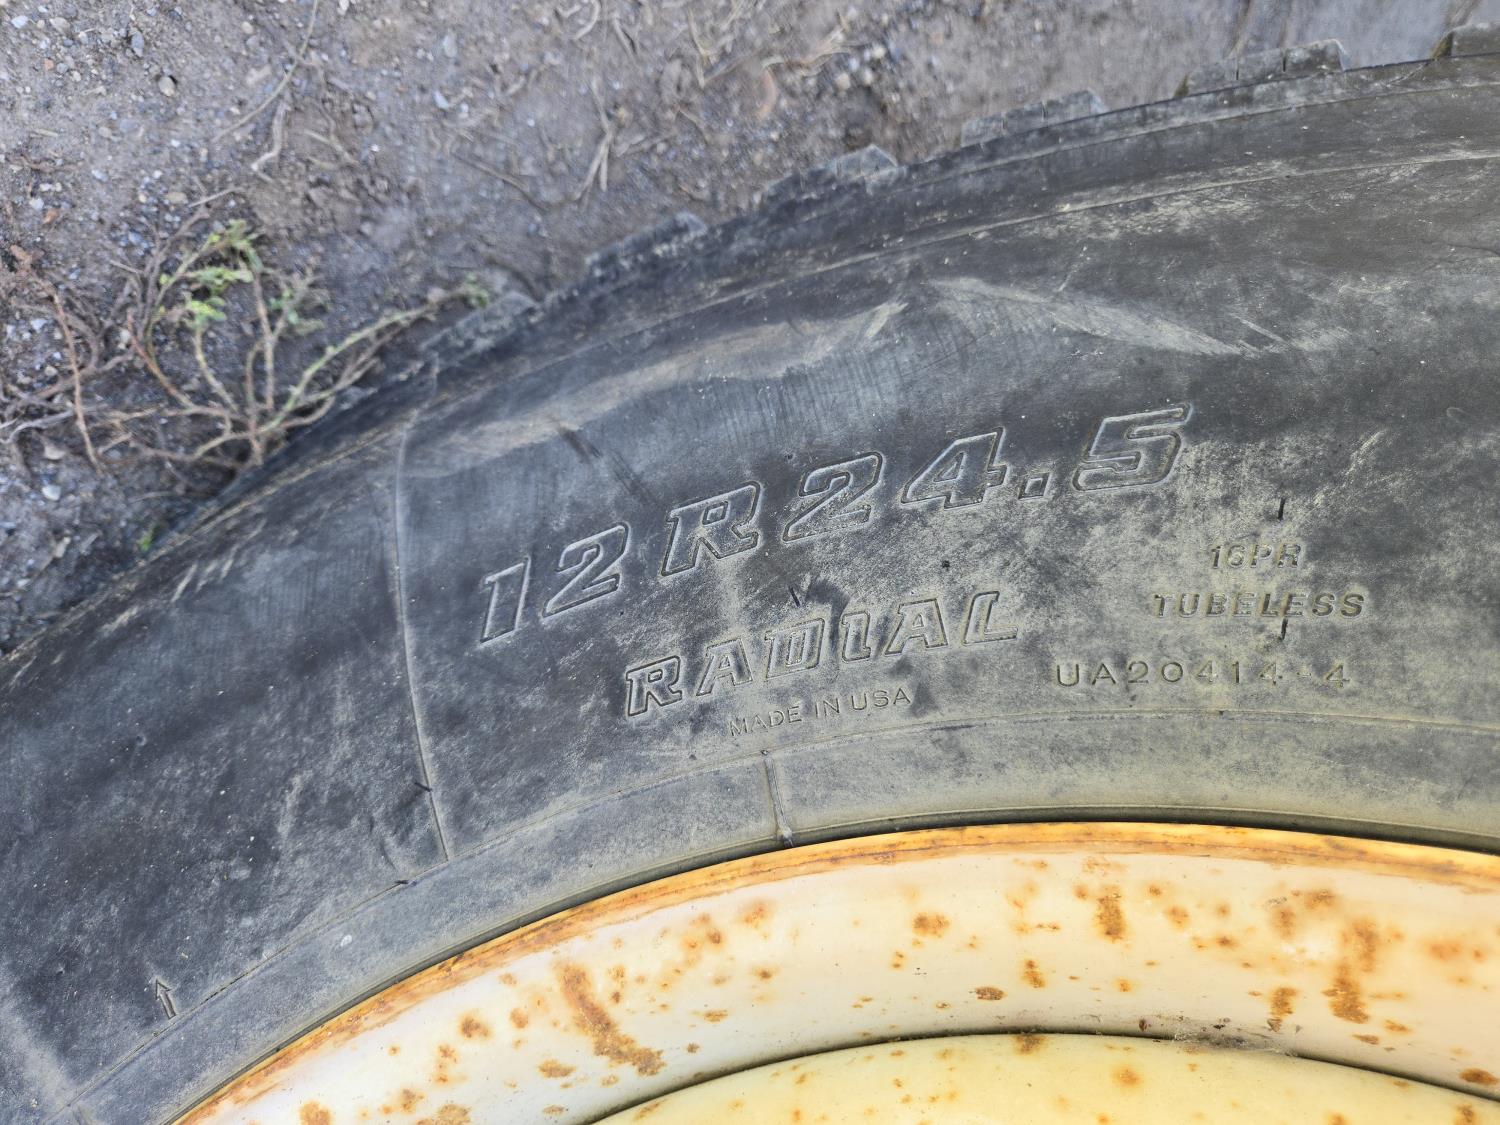 12R24.5
RADIAL
MADE IN USA
16PR
TUBELESS
UA20414-4